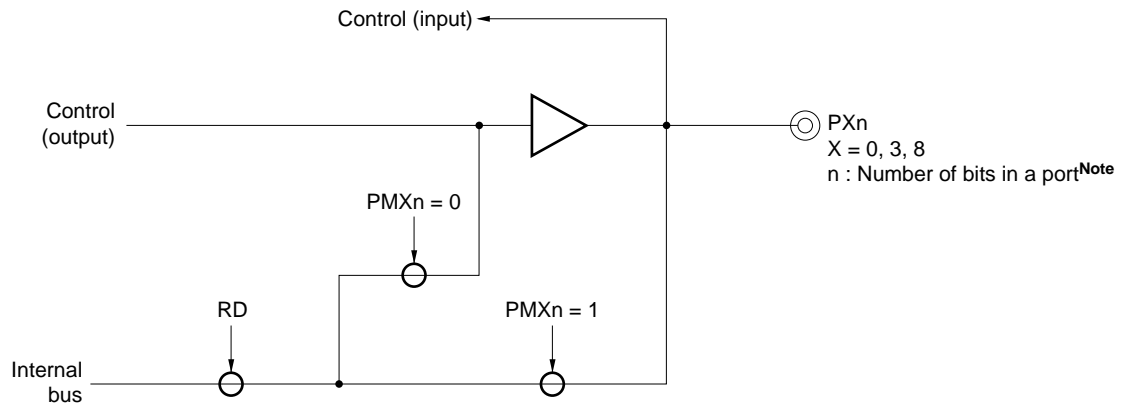 Control (input)
Control
(output)
PXn
X = 0, 3, 8
n : Number of bits in a portNote
PMXn = 0
RD
PMXn = 1
Internal
bus